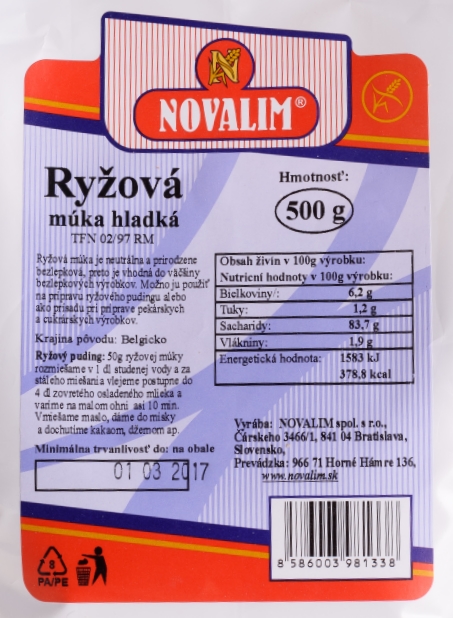 NOVALIM®
Ryžová
múka hladká
TFN 02/97 RM
Hmotnosť:
500 g
Ryžová múka je neutrálna a prirodzene
bezlepková, preto je vhodná do väčšiny
bezlepkových výrobkov. Možno ju použiť
na prípravu ryžového pudingu alebo
ako prísadu pri príprave pekárskych
a cukrárskych výrobkov.
Krajina pôvodu: Belgicko
Ryžový puding: 50g ryžovej múky
rozmiešame v 1 dl studenej vody a za
stáleho miešania vlejeme postupne do
4 dl zovretého osladeného mlieka a
varíme na malom ohni asi 10 min.
Vmiešame maslo, dáme do misky
a dochutíme kakaom, džemom ap.
Minimálna trvanlivosť do: na obale
01 03 2017
Obsah živín v 100g výrobku:
Nutričné hodnoty v 100g výrobku:
Bielkoviny/: 6,2 g
Tuky: 1,2 g
Sacharidy: 83,7 g
Vlákniny: 1,9 g
Energetická hodnota: 1583 kJ
378,8 kcal
Vyrába: NOVALIM spol. s r.o.,
Čárskeho 3466/1, 841 04 Bratislava,
Slovensko,
Prevádzka: 966 71 Horné Hámre 136,
www.novalim.sk
8
PA/PE
8 586003 981338